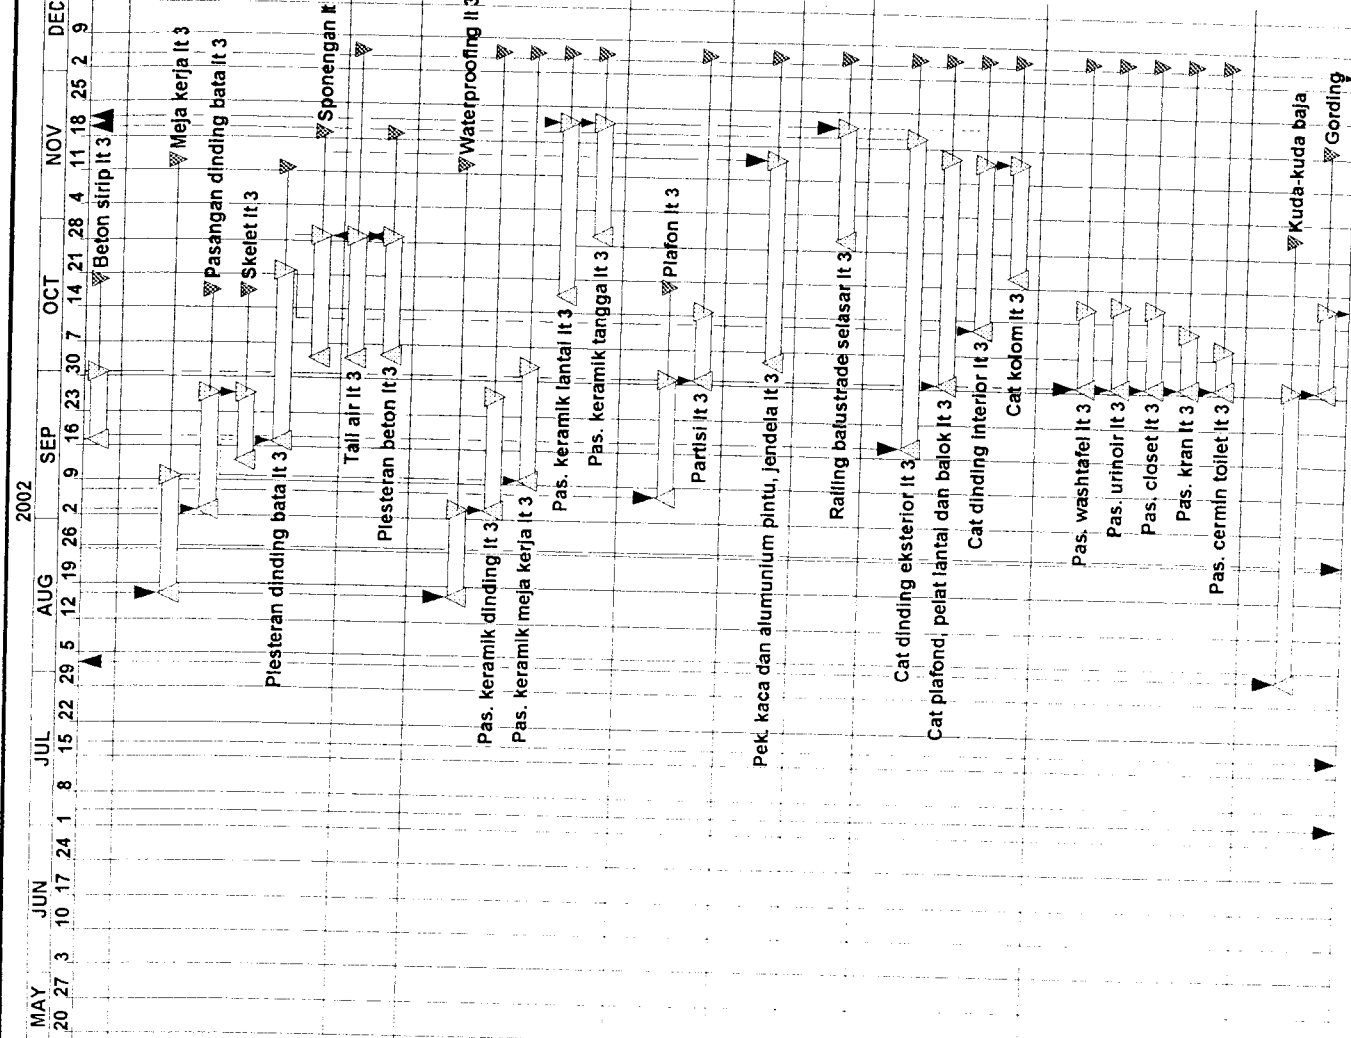 2002
MAY JUN JUL AUG SEP OCT NOV DEC
20 27 3 10 17 24 1 8 15 22 29 5 12 19 26 2 9 16 23 30 7 14 21 28 4 11 18 25 2 9
Beton strip lt 3
Meja kerja lt 3
Pasangan dinding bata lt 3
Skelet lt 3
Plesteran dinding bata lt 3
Sponengan lt
Tali air lt 3
Plesteran beton lt 3
Waterproofing lt 3
Pas. keramik dinding lt 3
Pas. keramik meja kerja lt 3
Pas. keramik lantai lt 3
Pas. keramik tangga lt 3
Plafon lt 3
Partisi lt 3
Pek. kaca dan alumunium pintu, jendela lt 3
Railing balustrade selasar lt 3
Cat dinding eksterior lt 3
Cat plafond, pelat lantai dan balok lt 3
Cat dinding interior lt 3
Cat kolom lt 3
Pas. washtafel lt 3
Pas. urinoir lt 3
Pas. closet lt 3
Pas. kran lt 3
Pas. cermin toilet lt 3
Kuda-kuda baja
Gording